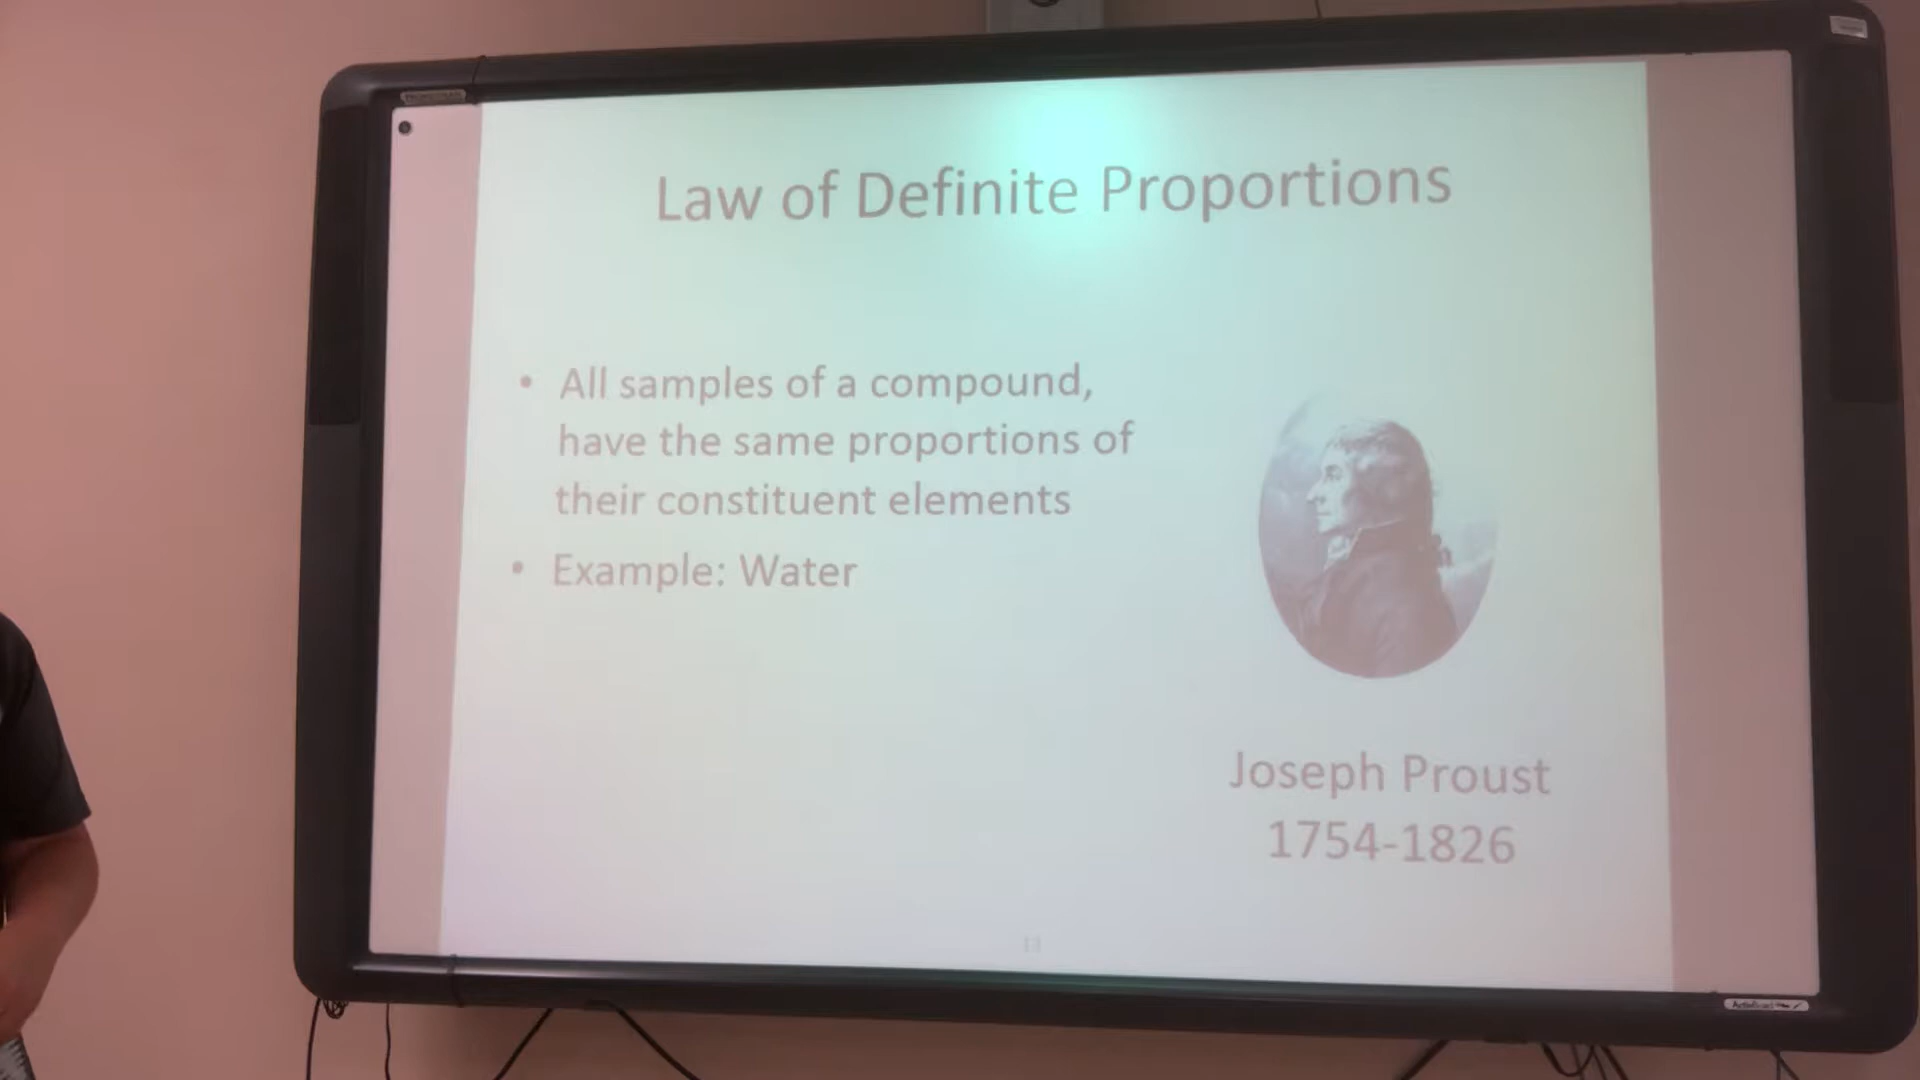 Law of Definite Proportions
• All samples of a compound,
have the same proportions of
their constituent elements
• Example: Water
Joseph Proust
1754-1826